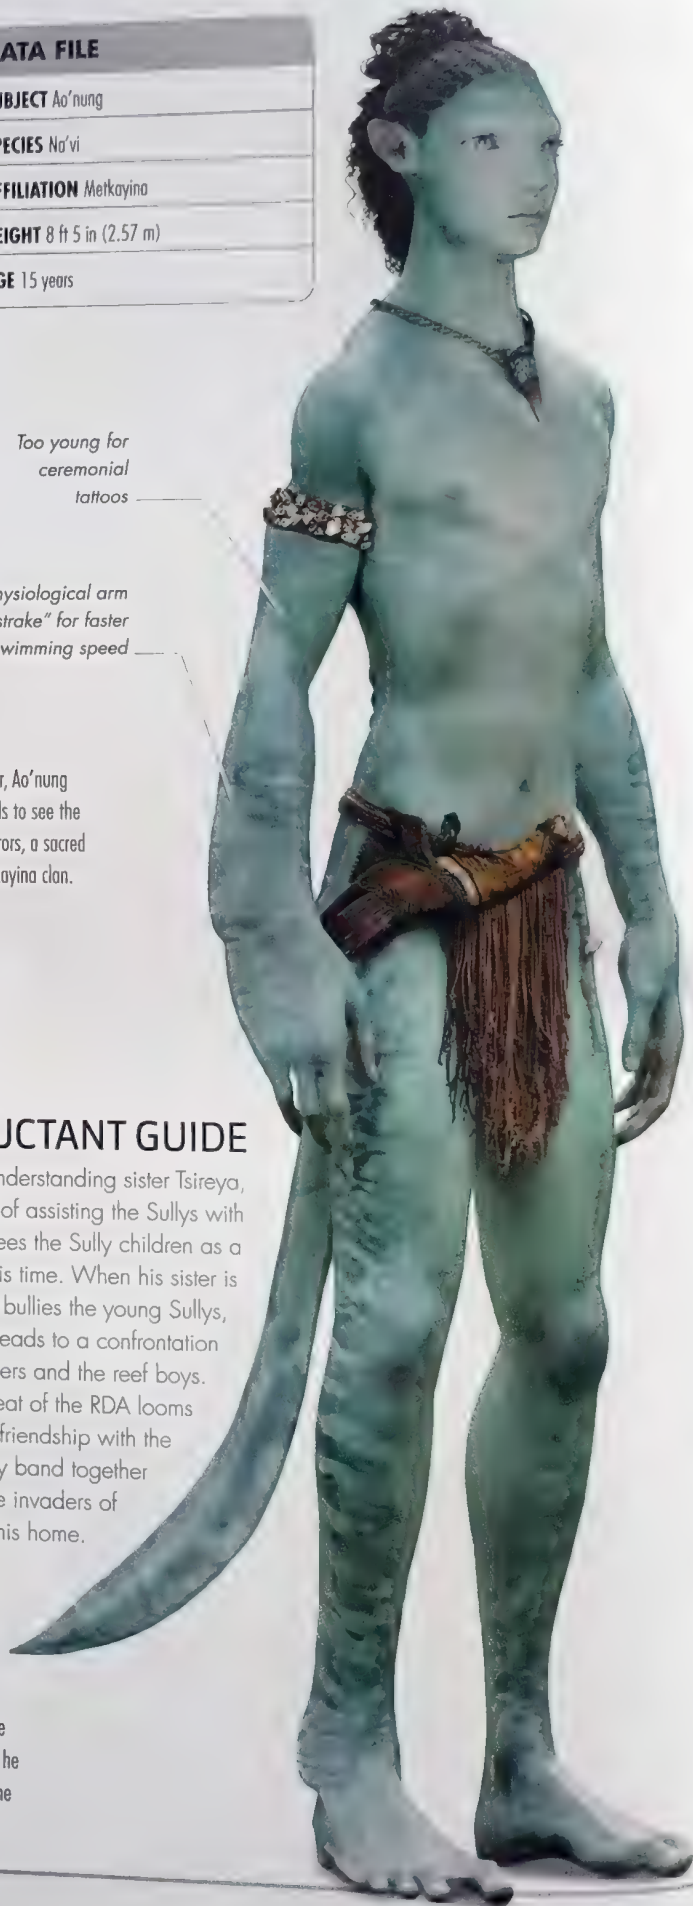 ATA FILE
UBJECT Ao'nung
PECIES Na'vi
FFILIATION Metkayina
EIGHT 8 ft 5 in (2.57 m)
GE 15 years
Too young for
ceremonial
tattoos
hysiological arm
strake" for faster
wimming speed
r, Ao'nung
ls to see the
tors, a sacred
ayina clan.
UCTANT GUIDE
nderstanding sister Tsireya,
of assisting the Sullys with
ees the Sully children as a
is time. When his sister is
bullies the young Sullys,
eads to a confrontation
ers and the reef boys.
eat of the RDA looms
friendship with the
y band together
e invaders of
his home.
e
he
ne